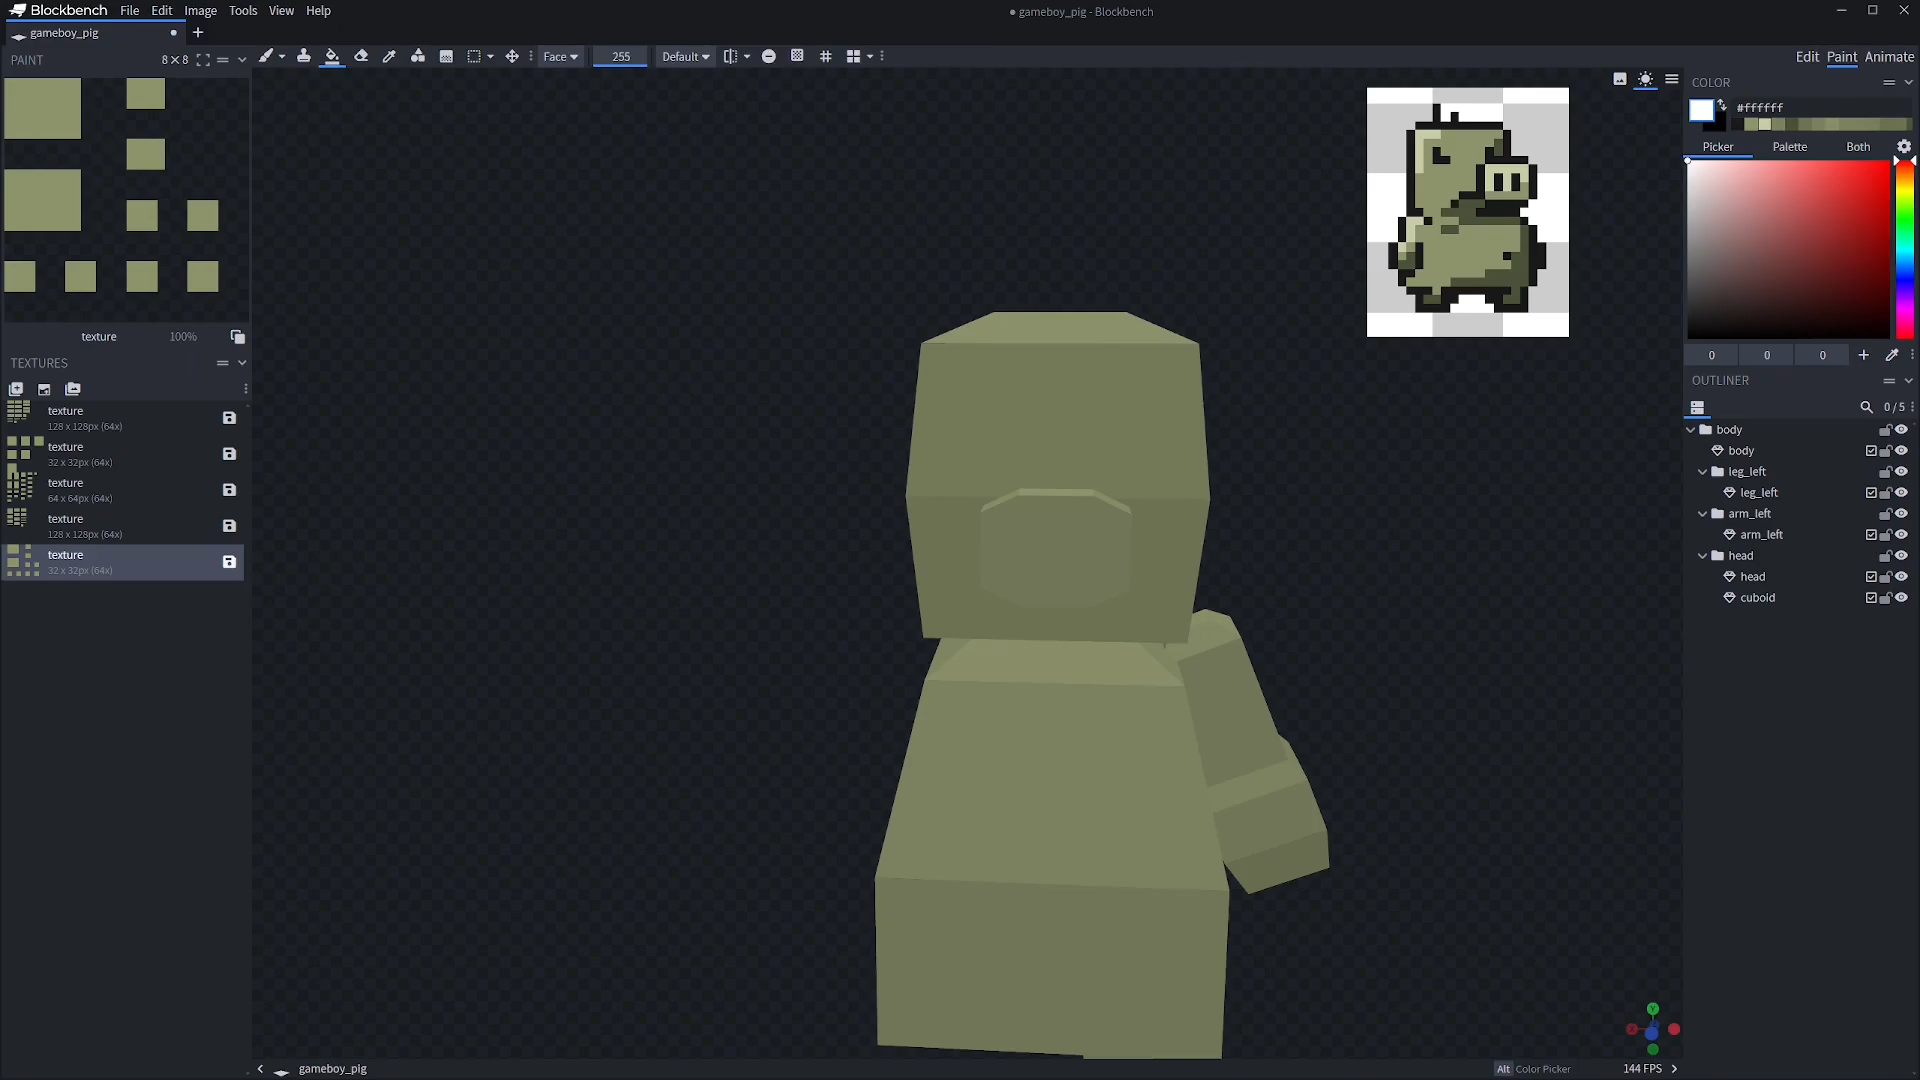 Blockbench File Edit Image Tools View Help
● gameboy_pig - Blockbench
gameboy_pig
PAINT 8×8
Face 255 Default
Edit Paint Animate
texture 100%
TEXTURES
texture
128 x 128px (64x)
texture
32 x 32px (64x)
texture
64 x 64px (64x)
texture
128 x 128px (64x)
texture
32 x 32px (64x)
COLOR
#ffffff
Picker Palette Both
0 0 0
OUTLINER
0 / 5
body
body
leg_left
leg_left
arm_left
arm_left
head
head
cuboid
Y
X
gameboy_pig
Alt Color Picker
144 FPS